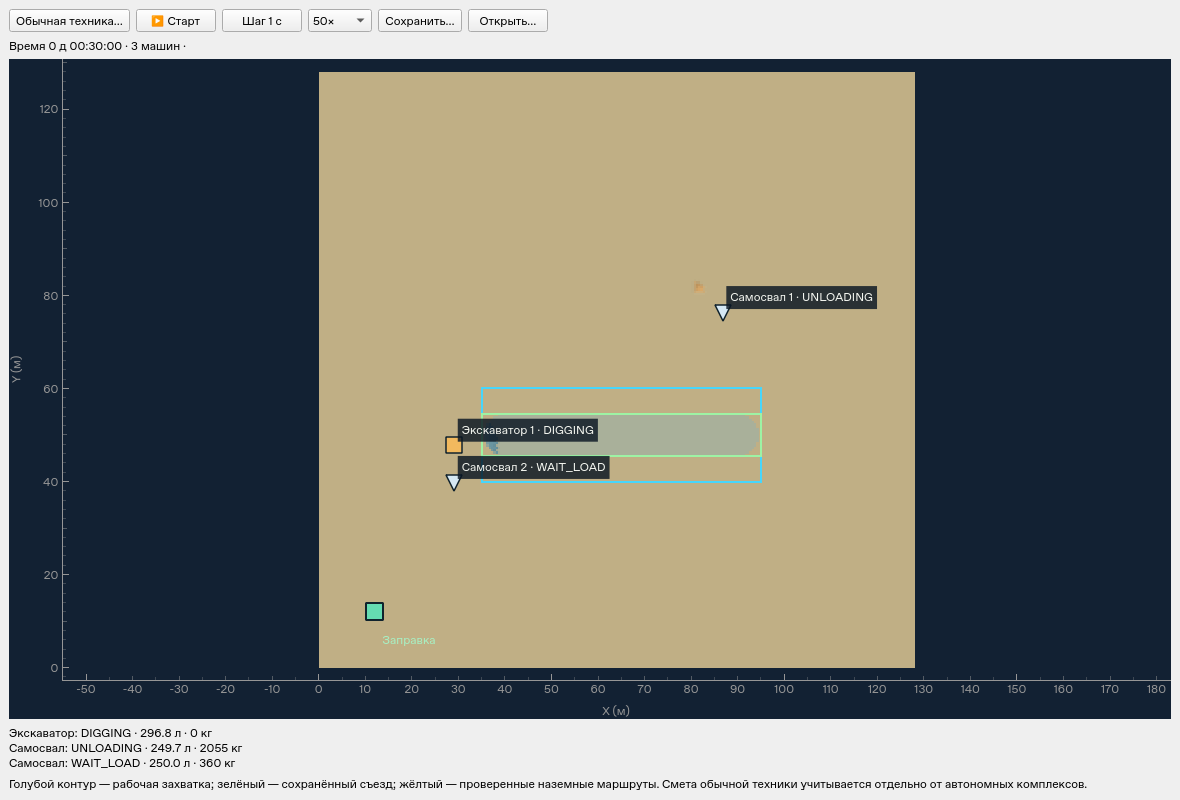 Обычная техника...
▶️ Старт
Шаг 1 с
50×
Сохранить...
Открыть...
Время 0 д 00:30:00 · 3 машин ·
120
100
80
60
40
20
0
Y (м)
Самосвал 1 · UNLOADING
Экскаватор 1 · DIGGING
Самосвал 2 · WAIT_LOAD
Заправка
-50 -40 -30 -20 -10 0 10 20 30 40 50 60 70 80 90 100 110 120 130 140 150 160 170 180
X (м)
Экскаватор: DIGGING · 296.8 л · 0 кг
Самосвал: UNLOADING · 249.7 л · 2055 кг
Самосвал: WAIT_LOAD · 250.0 л · 360 кг
Голубой контур — рабочая захватка; зелёный — сохранённый съезд; жёлтый — проверенные наземные маршруты. Смета обычной техники учитывается отдельно от автономных комплексов.